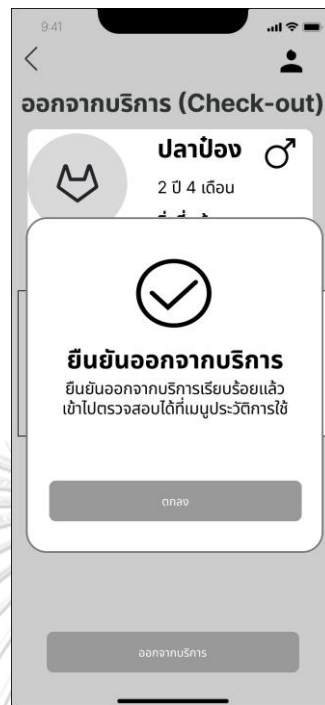 9:41
ออกจากบริการ (Check-out)
ปลาป๋อง
2 ปี 4 เดือน
ยืนยันออกจากบริการ
ยืนยันออกจากบริการเรียบร้อยแล้ว
เข้าไปตรวจสอบได้ที่เมนูประวัติการใช้
ตกลง
ออกจากบริการ